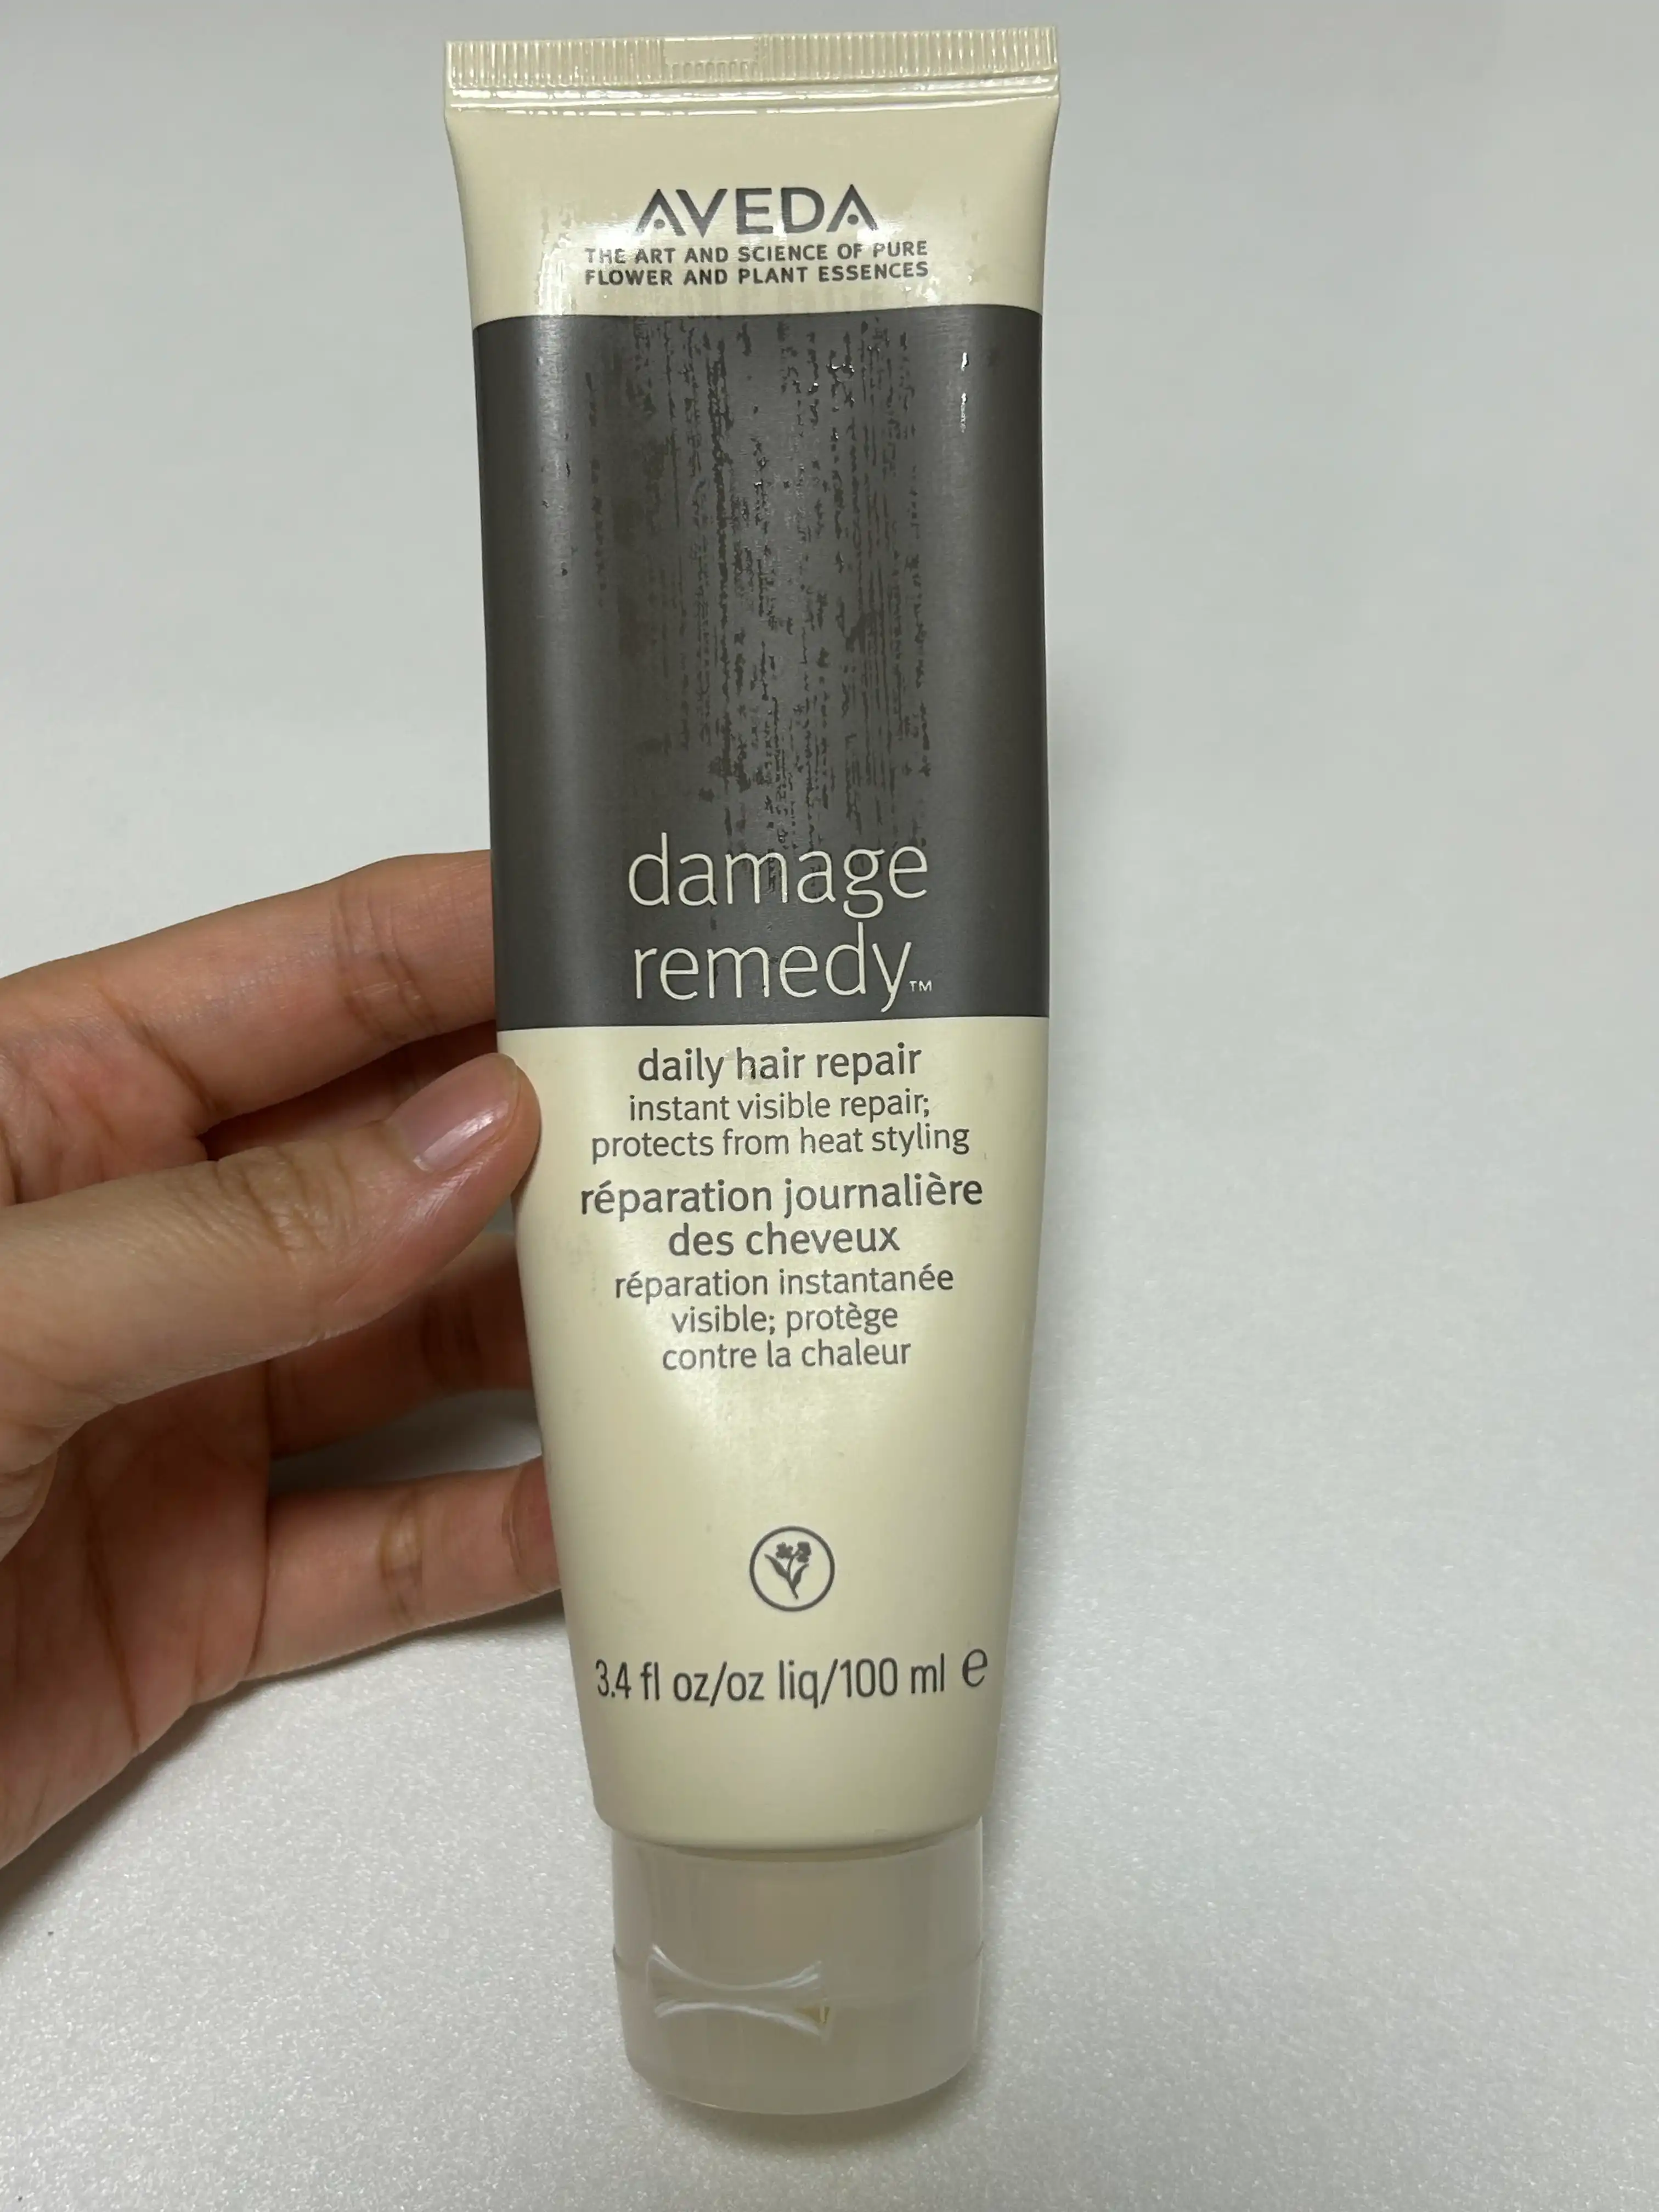 AVEDA
THE ART AND SCIENCE OF PURE
FLOWER AND PLANT ESSENCES
damage
remedy™
daily hair repair
instant visible repair;
protects from heat styling
réparation journalière
des cheveux
réparation instantanée
visible; protège
contre la chaleur
3.4 fl oz/oz liq/100 ml ℮